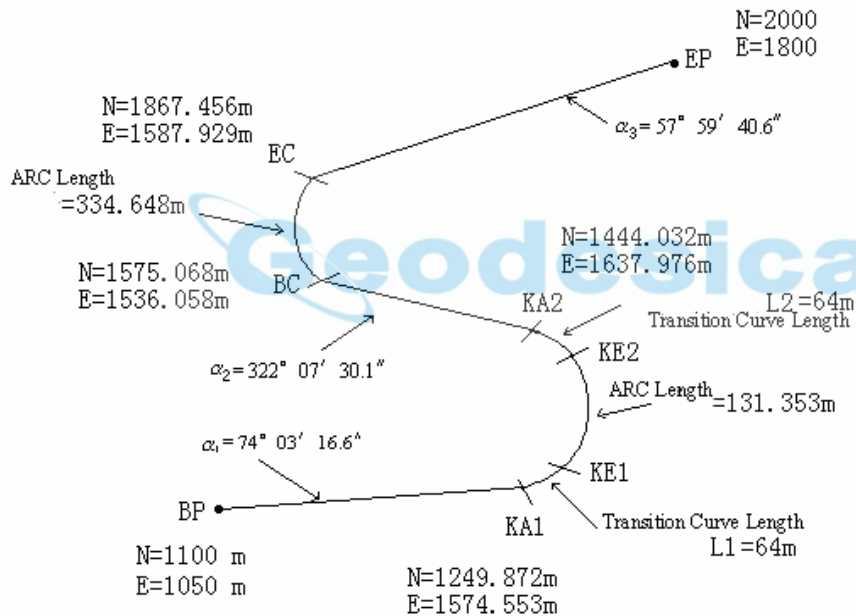 N=2000
E=1800
EP
α3=57° 59′ 40.6″
N=1867.456m
E=1587.929m
EC
ARC Length
=334.648m
Geodesical
N=1444.032m
E=1637.976m
N=1575.068m
E=1536.058m
BC
KA2
L2=64m
Transition Curve Length
KE2
α2=322° 07′ 30.1″
ARC Length
=131.353m
α1=74° 03′ 16.6″
KE1
BP
KA1
Transition Curve Length
L1=64m
N=1100 m
E=1050 m
N=1249.872m
E=1574.553m